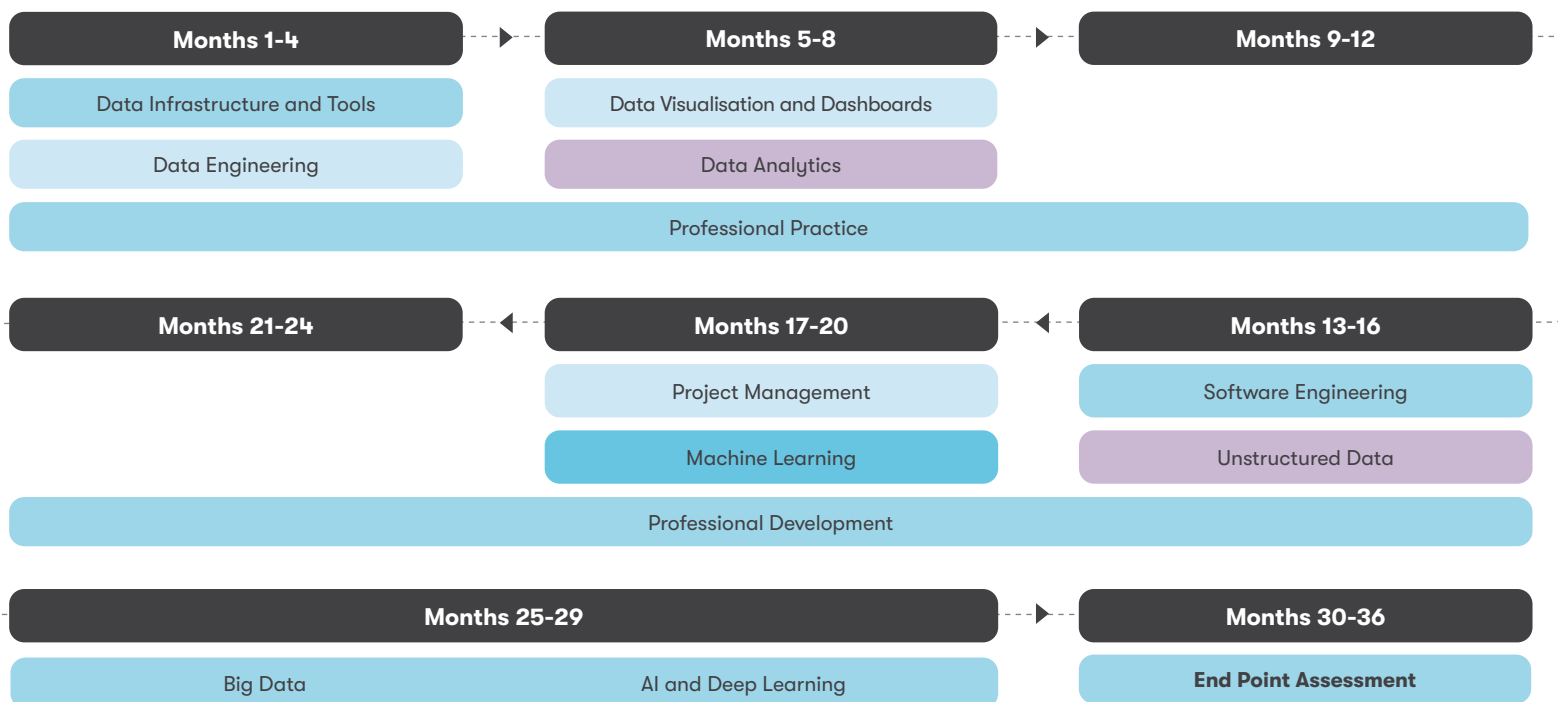 Months 1-4
Months 5-8
Months 9-12
Data Infrastructure and Tools
Data Visualisation and Dashboards
Data Engineering
Data Analytics
Professional Practice
Months 21-24
Months 17-20
Months 13-16
Project Management
Software Engineering
Machine Learning
Unstructured Data
Professional Development
Months 25-29
Months 30-36
Big Data
AI and Deep Learning
End Point Assessment